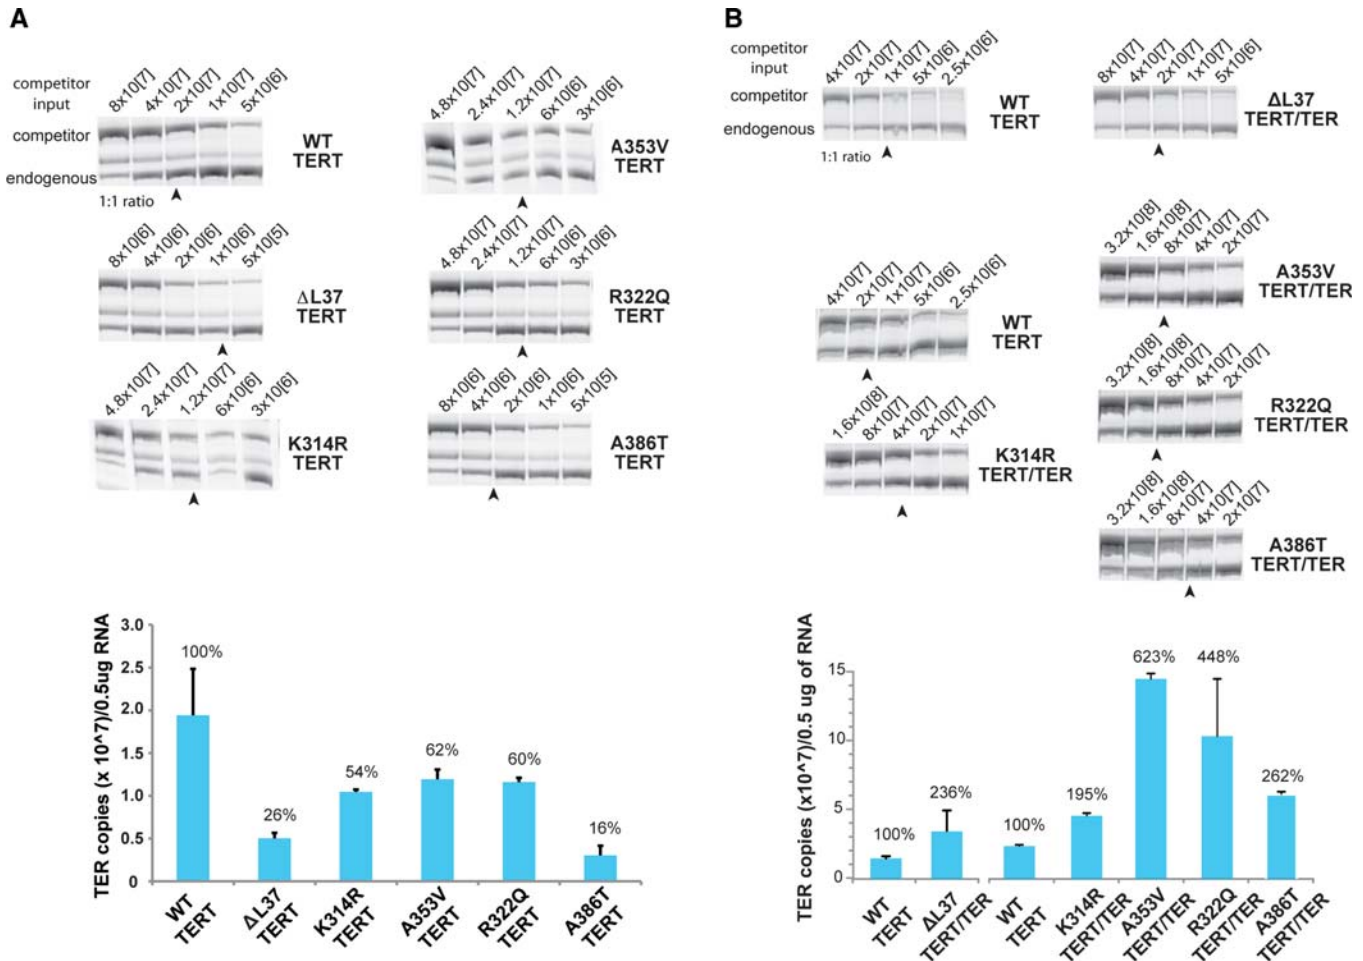 A
competitor
input
8x10[7]
4x10[7]
2x10[7]
1x10[7]
5x10[6]
competitor
endogenous
1:1 ratio
WT
TERT
4.8x10[7]
2.4x10[7]
1.2x10[7]
6x10[6]
3x10[6]
A353V
TERT
8x10[6]
4x10[6]
2x10[6]
1x10[6]
5x10[5]
ΔL37
TERT
4.8x10[7]
2.4x10[7]
1.2x10[7]
6x10[6]
3x10[6]
R322Q
TERT
4.8x10[7]
2.4x10[7]
1.2x10[7]
6x10[6]
3x10[6]
K314R
TERT
8x10[6]
4x10[6]
2x10[6]
1x10[6]
5x10[5]
A386T
TERT
TER copies (x 10^7)/0.5ug RNA
3.0
2.5
2.0
1.5
1.0
0.5
0
100%
26%
54%
62%
60%
16%
WT
TERT
ΔL37
TERT
K314R
TERT
A353V
TERT
R322Q
TERT
A386T
TERT
B
competitor
input
4x10[7]
2x10[7]
1x10[7]
5x10[6]
2.5x10[6]
competitor
endogenous
1:1 ratio
WT
TERT
8x10[7]
4x10[7]
2x10[7]
1x10[7]
5x10[6]
ΔL37
TERT/TER
4x10[7]
2x10[7]
1x10[7]
5x10[6]
2.5x10[6]
WT
TERT
3.2x10[8]
1.6x10[8]
8x10[7]
4x10[7]
2x10[7]
A353V
TERT/TER
1.6x10[8]
8x10[7]
4x10[7]
2x10[7]
1x10[7]
K314R
TERT/TER
3.2x10[8]
1.6x10[8]
8x10[7]
4x10[7]
2x10[7]
R322Q
TERT/TER
3.2x10[8]
1.6x10[8]
8x10[7]
4x10[7]
2x10[7]
A386T
TERT/TER
TER copies (x10^7)/0.5 ug of RNA
15
10
5
0
100%
236%
100%
195%
623%
448%
262%
WT
TERT
ΔL37
TERT/TER
WT
TERT
K314R
TERT/TER
A353V
TERT/TER
R322Q
TERT/TER
A386T
TERT/TER